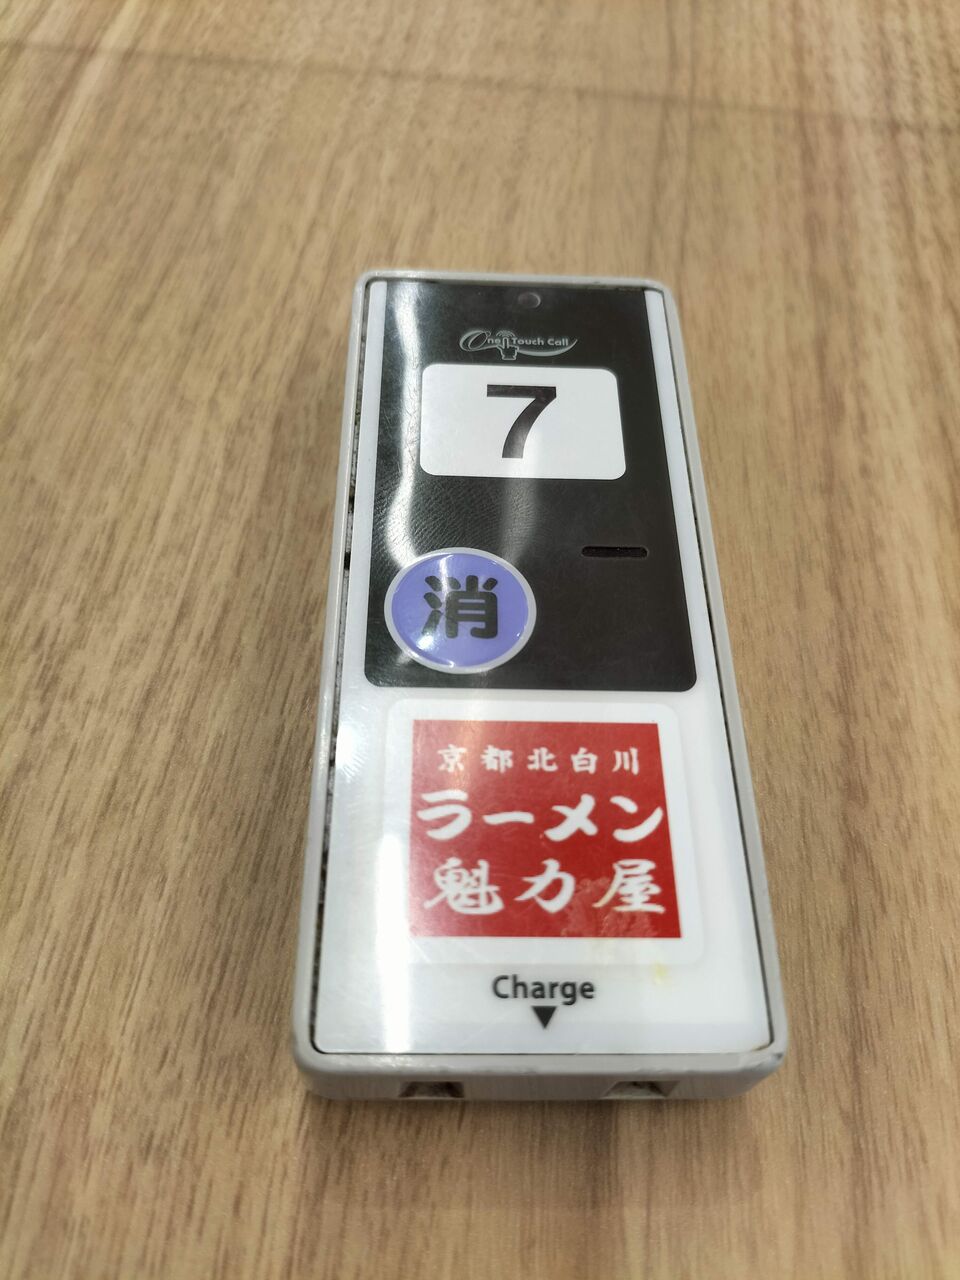 One Touch Call
7
消
京都北白川
ラーメン
魁力屋
Charge